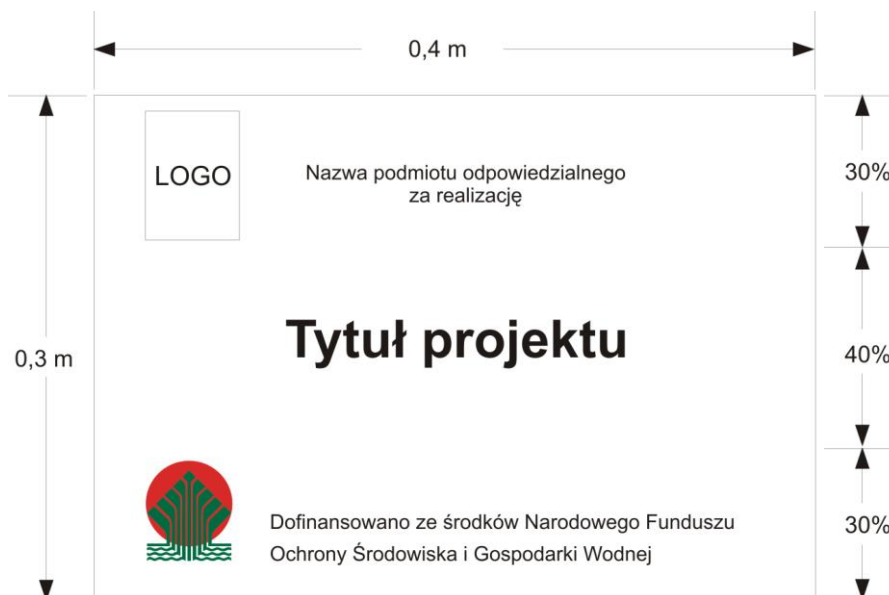 0,4 m
LOGO
Nazwa podmiotu odpowiedzialnego
za realizację
30%
Tytuł projektu
0,3 m
40%
Dofinansowano ze środków Narodowego Funduszu
Ochrony Środowiska i Gospodarki Wodnej
30%